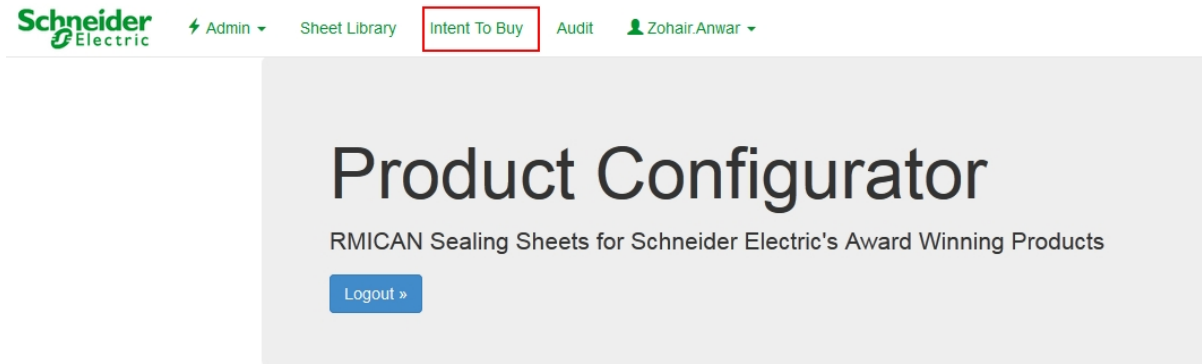 Schneider Electric Admin Sheet Library Intent To Buy Audit Zohair.Anwar
Product Configurator
RMICAN Sealing Sheets for Schneider Electric's Award Winning Products
Logout »